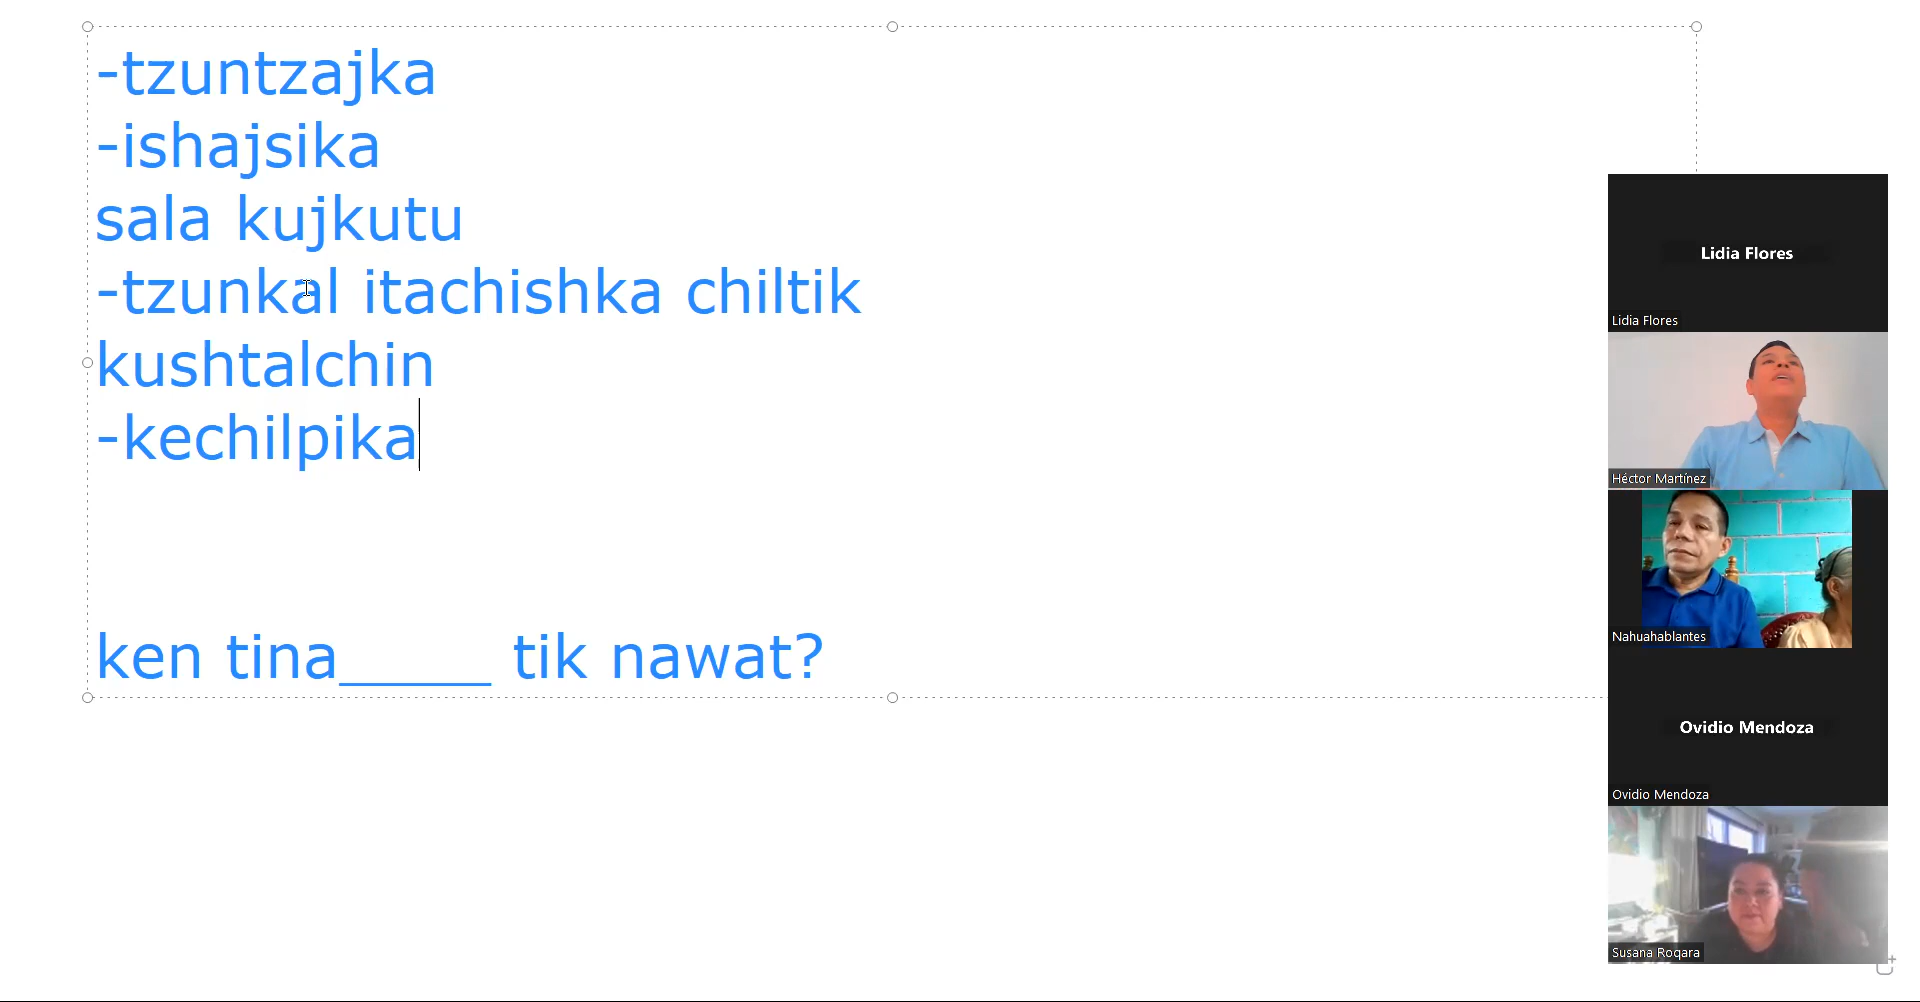 -tzuntzajka
-ishajsika
sala kujkutu
-tzunkal itachishka chiltik
kushtalchin
-kechilpika
ken tina_____ tik nawat?
Lidia Flores
Lidia Flores
Héctor Martínez
Nahuahablantes
Ovidio Mendoza
Ovidio Mendoza
Susana Roqara